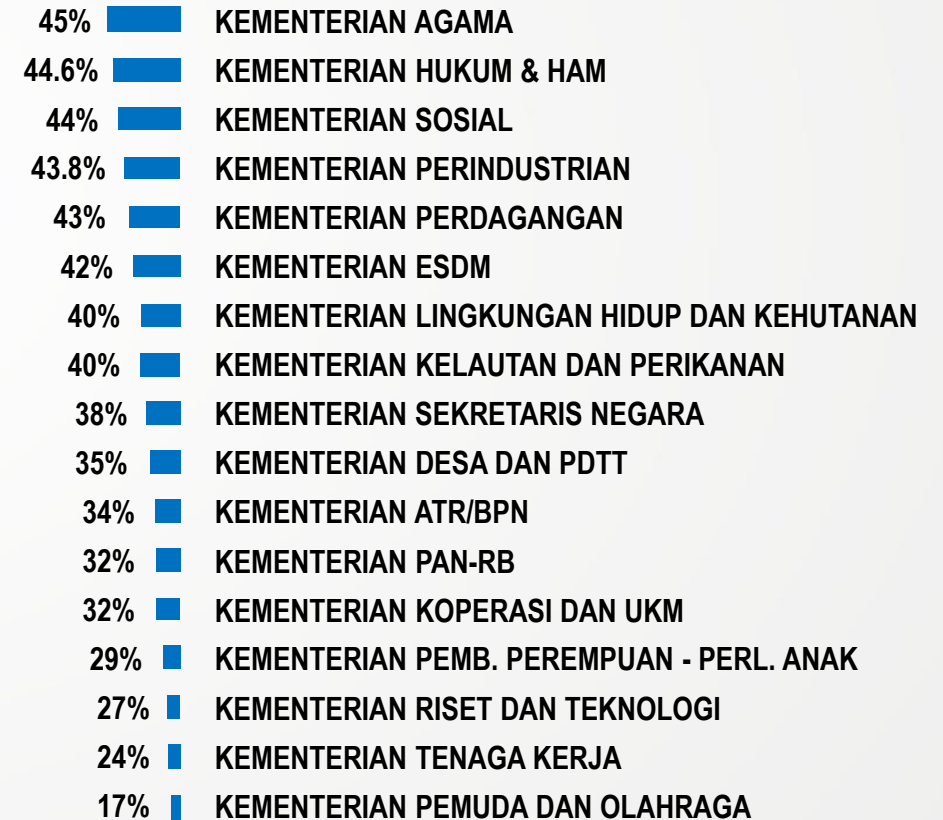 45% KEMENTERIAN AGAMA
44.6% KEMENTERIAN HUKUM & HAM
44% KEMENTERIAN SOSIAL
43.8% KEMENTERIAN PERINDUSTRIAN
43% KEMENTERIAN PERDAGANGAN
42% KEMENTERIAN ESDM
40% KEMENTERIAN LINGKUNGAN HIDUP DAN KEHUTANAN
40% KEMENTERIAN KELAUTAN DAN PERIKANAN
38% KEMENTERIAN SEKRETARIS NEGARA
35% KEMENTERIAN DESA DAN PDTT
34% KEMENTERIAN ATR/BPN
32% KEMENTERIAN PAN-RB
32% KEMENTERIAN KOPERASI DAN UKM
29% KEMENTERIAN PEMB. PEREMPUAN - PERL. ANAK
27% KEMENTERIAN RISET DAN TEKNOLOGI
24% KEMENTERIAN TENAGA KERJA
17% KEMENTERIAN PEMUDA DAN OLAHRAGA